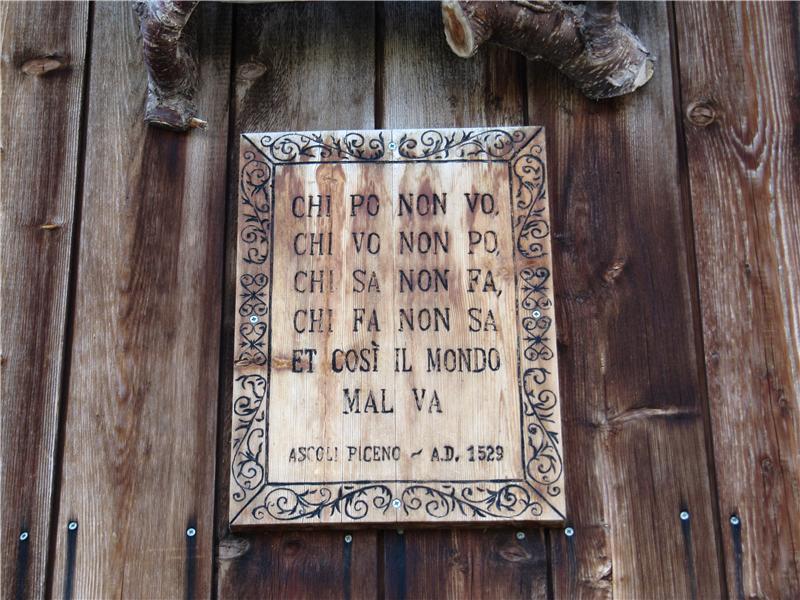 CHI PO NON VO,
CHI VO NON PO,
CHI SA NON FA,
CHI FA NON SA
ET COSÌ IL MONDO
MAL VA
ASCOLI PICENO ~ A.D. 1529